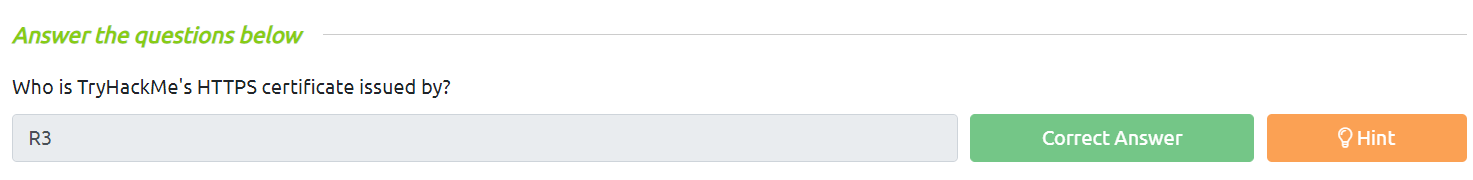 Answer the questions below
Who is TryHackMe's HTTPS certificate issued by?
R3
Correct Answer
Hint